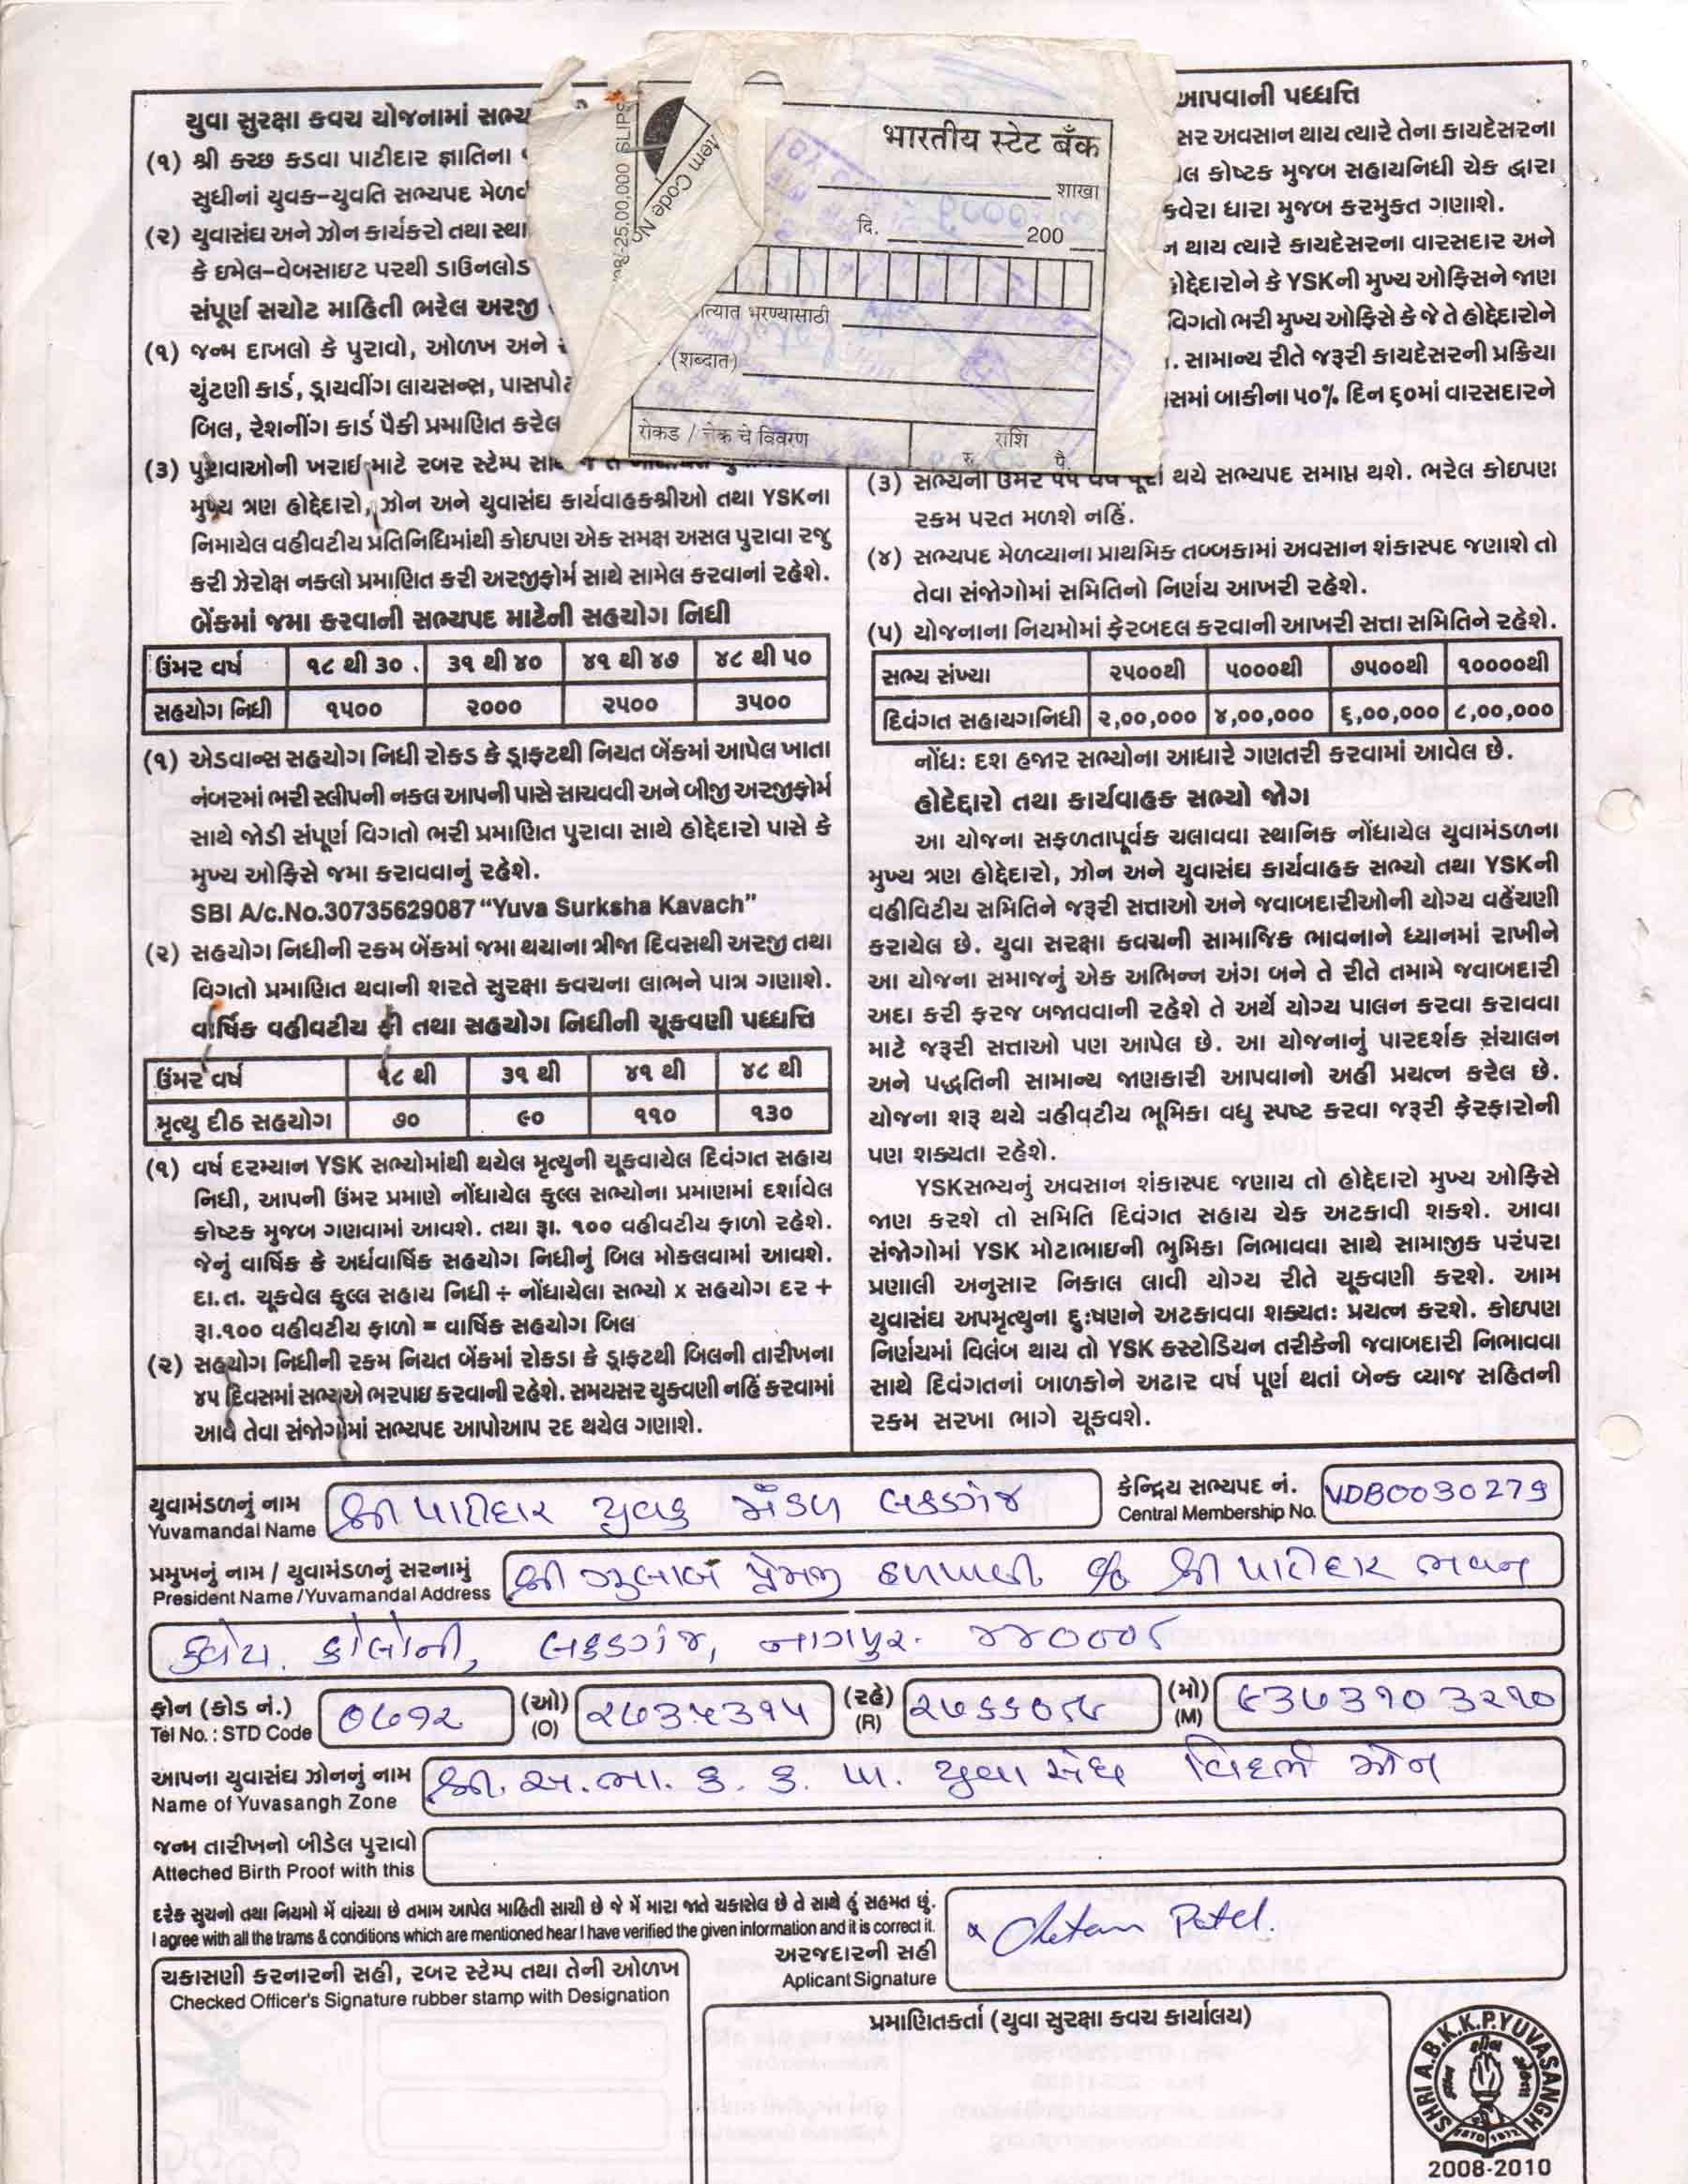 યુવા સુરક્ષા કવચ યોજનામાં સભ્ય
(૧) શ્રી કચ્છ કડવા પાટીદાર જ્ઞાતિના
સુધીનાં યુવક-યુવતિ સભ્યપદ મેળવ
(૨) યુવાસંઘ અને ઝોન કાર્યકરો તથા સ્થા
કે ઇમેલ-વેબસાઇટ પરથી ડાઉનલોડ
સંપૂર્ણ સચોટ માહિતી ભરેલ અરજી
(૧) જન્મ દાખલો કે પુરાવો, ઓળખ અને
ચુંટણી કાર્ડ, ડ્રાયવીંગ લાયસન્સ, પાસપોર્ટ
બિલ, રેશનીંગ કાર્ડ પૈકી પ્રમાણિત કરેલ
(૩) પુરાવાઓની ખરાઇ માટે રબર સ્ટેમ્પ
મુખ્ય ત્રણ હોદ્દેદારો, ઝોન અને યુવાસંઘ કાર્યવાહકશ્રીઓ તથા YSKના
નિમાયેલ વહીવટીય પ્રતિનિધિમાંથી કોઇપણ એક સમક્ષ અસલ પુરાવા રજુ
કરી ઝેરોક્ષ નકલો પ્રમાણિત કરી અરજીફોર્મ સાથે સામેલ કરવાનાં રહેશે.
બેંકમાં જમા કરવાની સભ્યપદ માટેની સહયોગ નિધી
ઉંમર વર્ષ ૧૮ થી ૩૦ ૩૧ થી ૪૦ ૪૧ થી ૪૭ ૪૮ થી ૫૦
સહયોગ નિધી ૧૫૦૦ ૨૦૦૦ ૨૫૦૦ ૩૫૦૦
(૧) એડવાન્સ સહયોગ નિધી રોકડ કે ડ્રાફટથી નિયત બેંકમાં આપેલ ખાતા
નંબરમાં ભરી સ્લીપની નકલ આપની પાસે સાચવવી અને બીજી અરજીફોર્મ
સાથે જોડી સંપૂર્ણ વિગતો ભરી પ્રમાણિત પુરાવા સાથે હોદ્દેદારો પાસે કે
મુખ્ય ઓફિસે જમા કરાવવાનું રહેશે.
SBI A/c.No.30735629087 “Yuva Surksha Kavach”
(૨) સહયોગ નિધીની રકમ બેંકમાં જમા થયાના ત્રીજા દિવસથી અરજી તથા
વિગતો પ્રમાણિત થવાની શરતે સુરક્ષા કવચના લાભને પાત્ર ગણાશે.
વાર્ષિક વહીવટીય ફી તથા સહયોગ નિધીની ચૂકવણી પધ્ધત્તિ
ઉંમર વર્ષ ૧૮ થી ૩૧ થી ૪૧ થી ૪૮ થી
મૃત્યુ દીઠ સહયોગ ૭૦ ૯૦ ૧૧૦ ૧૩૦
(૧) વર્ષ દરમ્યાન YSK સભ્યોમાંથી થયેલ મૃત્યુની ચૂકવાયેલ દિવંગત સહાય
નિધી, આપની ઉંમર પ્રમાણે નોંધાયેલ કુલ્લ સભ્યોના પ્રમાણમાં દર્શાવેલ
કોષ્ટક મુજબ ગણવામાં આવશે. તથા રૂા. ૧૦૦ વહીવટીય ફાળો રહેશે.
જેનું વાર્ષિક કે અર્ધવાર્ષિક સહયોગ નિધીનું બિલ મોકલવામાં આવશે.
દા.ત. ચૂકવેલ કુલ્લ સહાય નિધી ÷ નોંધાયેલા સભ્યો x સહયોગ દર +
રૂા.૧૦૦ વહીવટીય ફાળો = વાર્ષિક સહયોગ બિલ
(૨) સહયોગ નિધીની રકમ નિયત બેંકમાં રોકડા કે ડ્રાફટથી બિલની તારીખના
૪૫ દિવસમાં સભ્યએ ભરપાઇ કરવાની રહેશે. સમયસર ચુકવણી નહિં કરવામાં
આવે તેવા સંજોગોમાં સભ્યપદ આપોઆપ રદ થયેલ ગણાશે.
tem Code No
08/-25,00,000 SLIPS
भारतीय स्टेट बँक
शाखा
दि. 200
त्यात भरण्यासाठी
(शब्दात)
रोकड / चेक चे विवरण राशि
रु. पै.
આપવાની પધ્ધત્તિ
સર અવસાન થાય ત્યારે તેના કાયદેસરના
લ કોષ્ટક મુજબ સહાયનિધી ચેક દ્વારા
કવેરા ધારા મુજબ કરમુક્ત ગણાશે.
ન થાય ત્યારે કાયદેસરના વારસદાર અને
હોદ્દેદારોને કે YSKની મુખ્ય ઓફિસને જાણ
વિગતો ભરી મુખ્ય ઓફિસે કે જે તે હોદ્દેદારોને
. સામાન્ય રીતે જરૂરી કાયદેસરની પ્રક્રિયા
સમાં બાકીના ૫૦% દિન ૬૦માં વારસદારને
(૩) સભ્યની ઉંમર ૫૫ વર્ષ પૂરા થયે સભ્યપદ સમાપ્ત થશે. ભરેલ કોઇપણ
રકમ પરત મળશે નહિં.
(૪) સભ્યપદ મેળવ્યાના પ્રાથમિક તબ્બકામાં અવસાન શંકાસ્પદ જણાશે તો
તેવા સંજોગોમાં સમિતિનો નિર્ણય આખરી રહેશે.
(૫) યોજનાના નિયમોમાં ફેરબદલ કરવાની આખરી સત્તા સમિતિને રહેશે.
સભ્ય સંખ્યા ૨૫૦૦થી ૫૦૦૦થી ૭૫૦૦થી ૧૦૦૦૦થી
દિવંગત સહાયગનિધી ૨,૦૦,૦૦૦ ૪,૦૦,૦૦૦ ૬,૦૦,૦૦૦ ૮,૦૦,૦૦૦
નોંધઃ દશ હજાર સભ્યોના આધારે ગણતરી કરવામાં આવેલ છે.
હોદેદ્દારો તથા કાર્યવાહક સભ્યો જોગ
આ યોજના સફળતાપૂર્વક ચલાવવા સ્થાનિક નોંધાયેલ યુવામંડળના
મુખ્ય ત્રણ હોદ્દેદારો, ઝોન અને યુવાસંઘ કાર્યવાહક સભ્યો તથા YSKની
વહીવિટીય સમિતિને જરૂરી સત્તાઓ અને જવાબદારીઓની યોગ્ય વહેંચણી
કરાયેલ છે. યુવા સરક્ષા કવચની સામાજિક ભાવનાને ધ્યાનમાં રાખીને
આ યોજના સમાજનું એક અભિન્ન અંગ બને તે રીતે તમામે જવાબદારી
અદા કરી ફરજ બજાવવાની રહેશે તે અર્થે યોગ્ય પાલન કરવા કરાવવા
માટે જરૂરી સત્તાઓ પણ આપેલ છે. આ યોજનાનું પારદર્શક સંચાલન
અને પદ્ધતિની સામાન્ય જાણકારી આપવાનો અહી પ્રયત્ન કરેલ છે.
યોજના શરૂ થયે વહીવટીય ભૂમિકા વધુ સ્પષ્ટ કરવા જરૂરી ફેરફારોની
પણ શક્યતા રહેશે.
YSKસભ્યનું અવસાન શંકાસ્પદ જણાય તો હોદ્દેદારો મુખ્ય ઓફિસે
જાણ કરશે તો સમિતિ દિવંગત સહાય ચેક અટકાવી શકશે. આવા
સંજોગોમાં YSK મોટાભાઇની ભુમિકા નિભાવવા સાથે સામાજીક પરંપરા
પ્રણાલી અનુસાર નિકાલ લાવી યોગ્ય રીતે ચૂકવણી કરશે. આમ
યુવાસંઘ અપમૃત્યુના દુઃષણને અટકાવવા શક્યતઃ પ્રયત્ન કરશે. કોઇપણ
નિર્ણયમાં વિલંબ થાય તો YSK કસ્ટોડિયન તરીકેની જવાબદારી નિભાવવા
સાથે દિવંગતનાં બાળકોને અઢાર વર્ષ પૂર્ણ થતાં બેન્ક વ્યાજ સહિતની
રકમ સરખા ભાગે ચૂકવશે.
યુવામંડળનું નામ શ્રી પાટીદાર યુવક મંડળ લકડગંજ કેન્દ્રિય સભ્યપદ નં. VDB0030279
Yuvamandal Name Central Membership No.
પ્રમુખનું નામ / યુવામંડળનું સરનામું શ્રી ગુલાબ પ્રેમજી c/o શ્રી પાટીદાર ભવન
President Name /Yuvamandal Address
કોલોની, લકડગંજ, નાગપુર. ૪૪૦૦૦૮
ફોન (કોડ નં.) ૦૭૧૨ (ઓ) ૨૭૩૫૩૧૫ (રહે) (મો) ૯૩૭૩૧૦૩૨૧૦
Tel No. : STD Code (O) (R) (M)
આપના યુવાસંઘ ઝોનનું નામ શ્રી. અ. ભા. ક. ક. પા. યુવા સંઘ વિદર્ભ ઝોન
Name of Yuvasangh Zone
જન્મ તારીખનો બીડેલ પુરાવો
Atteched Birth Proof with this
દરેક સુચનો તથા નિયમો મેં વાંચ્યા છે તમામ આપેલ માહિતી સાચી છે જે મેં મારા જાતે ચકાસેલ છે તે સાથે હું સહમત છું.
I agree with all the trams & conditions which are mentioned hear I have verified the given information and it is correct it.
અરજદારની સહી Chetan Patel.
Aplicant Signature
ચકાસણી કરનારની સહી, રબર સ્ટેમ્પ તથા તેની ઓળખ
Checked Officer's Signature rubber stamp with Designation
પ્રમાણિતકર્તા (યુવા સુરક્ષા કવચ કાર્યાલય)
SHRI A.B.K.K.P. YUVASANGH
ESTD 1972
2008-2010